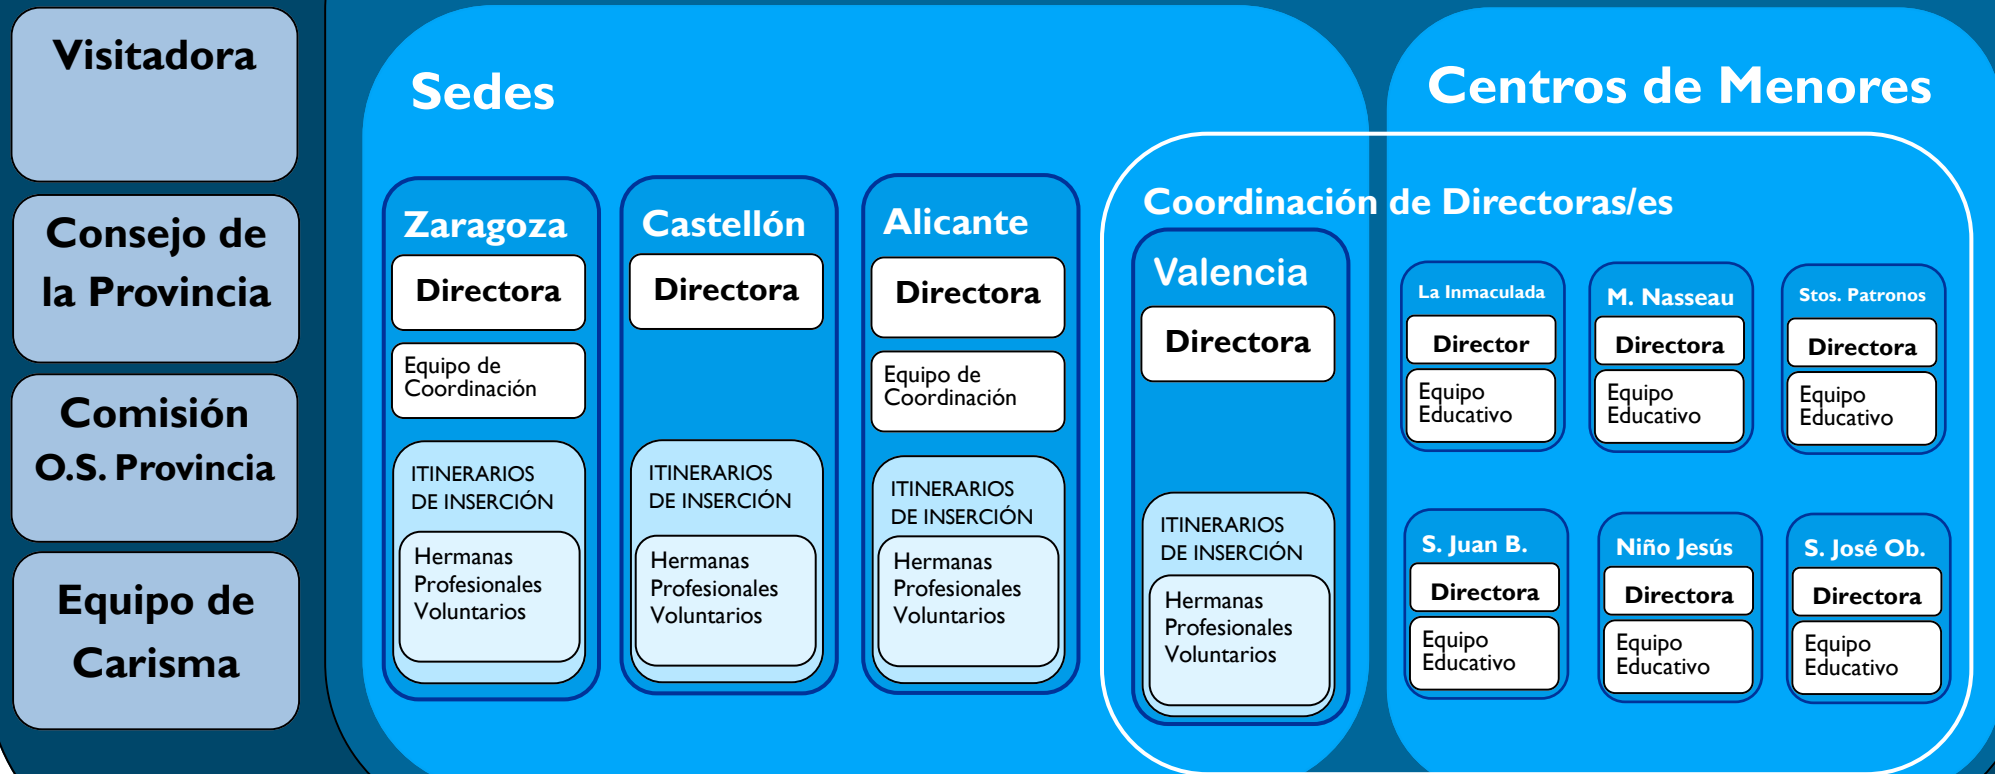 Visitadora
Consejo de
la Provincia
Comisión
O.S. Provincia
Equipo de
Carisma
Sedes
Zaragoza
Directora
Equipo de
Coordinación
ITINERARIOS
DE INSERCIÓN
Hermanas
Profesionales
Voluntarios
Castellón
Directora
ITINERARIOS
DE INSERCIÓN
Hermanas
Profesionales
Voluntarios
Alicante
Directora
Equipo de
Coordinación
ITINERARIOS
DE INSERCIÓN
Hermanas
Profesionales
Voluntarios
Centros de Menores
Coordinación de Directoras/es
Valencia
Directora
ITINERARIOS
DE INSERCIÓN
Hermanas
Profesionales
Voluntarios
La Inmaculada
Director
Equipo
Educativo
M. Nasseau
Directora
Equipo
Educativo
Stos. Patronos
Directora
Equipo
Educativo
S. Juan B.
Directora
Equipo
Educativo
Niño Jesús
Directora
Equipo
Educativo
S. José Ob.
Directora
Equipo
Educativo